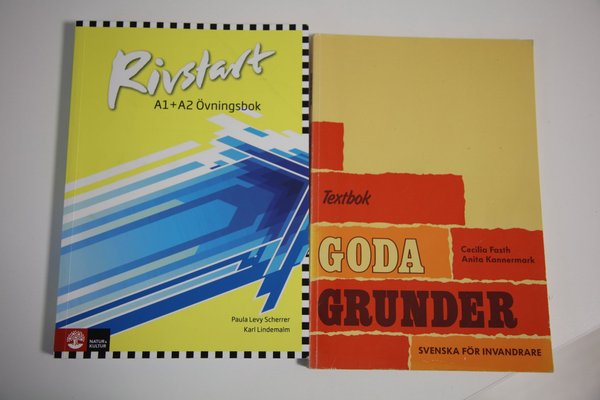 Rivstart
A1+A2 Övningsbok
Paula Levy Scherrer
Karl Lindemalm
NATUR &
KULTUR
Textbok
GODA
Cecilia Fasth
Anita Kannermark
GRUNDER
SVENSKA FÖR INVANDRARE